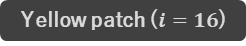 Yellow patch (i = 16)